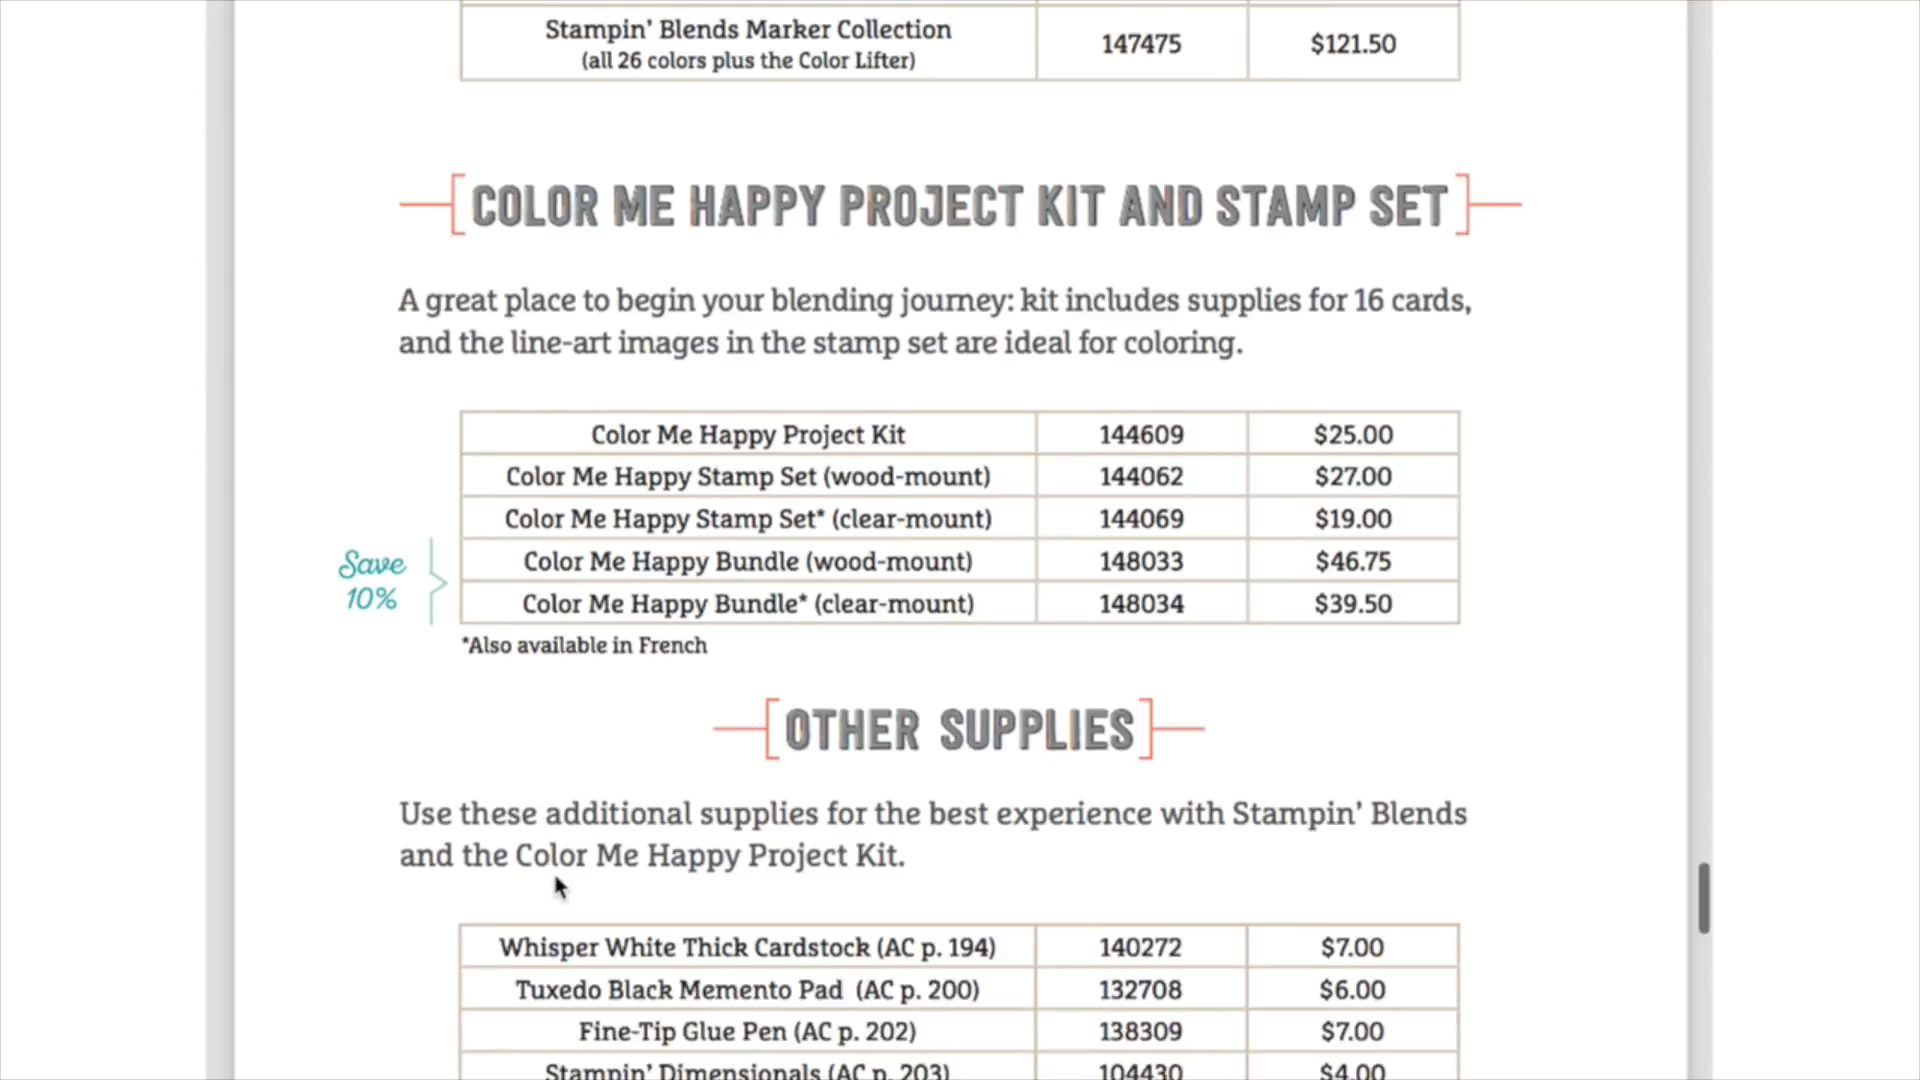 Stampin' Blends Marker Collection 147475 $121.50
(all 26 colors plus the Color Lifter)
COLOR ME HAPPY PROJECT KIT AND STAMP SET
A great place to begin your blending journey: kit includes supplies for 16 cards,
and the line-art images in the stamp set are ideal for coloring.
Color Me Happy Project Kit 144609 $25.00
Color Me Happy Stamp Set (wood-mount) 144062 $27.00
Color Me Happy Stamp Set* (clear-mount) 144069 $19.00
Save 10%
Color Me Happy Bundle (wood-mount) 148033 $46.75
Color Me Happy Bundle* (clear-mount) 148034 $39.50
*Also available in French
OTHER SUPPLIES
Use these additional supplies for the best experience with Stampin' Blends
and the Color Me Happy Project Kit.
Whisper White Thick Cardstock (AC p. 194) 140272 $7.00
Tuxedo Black Memento Pad (AC p. 200) 132708 $6.00
Fine-Tip Glue Pen (AC p. 202) 138309 $7.00
Stampin' Dimensionals (AC p. 203) 104430 $4.00